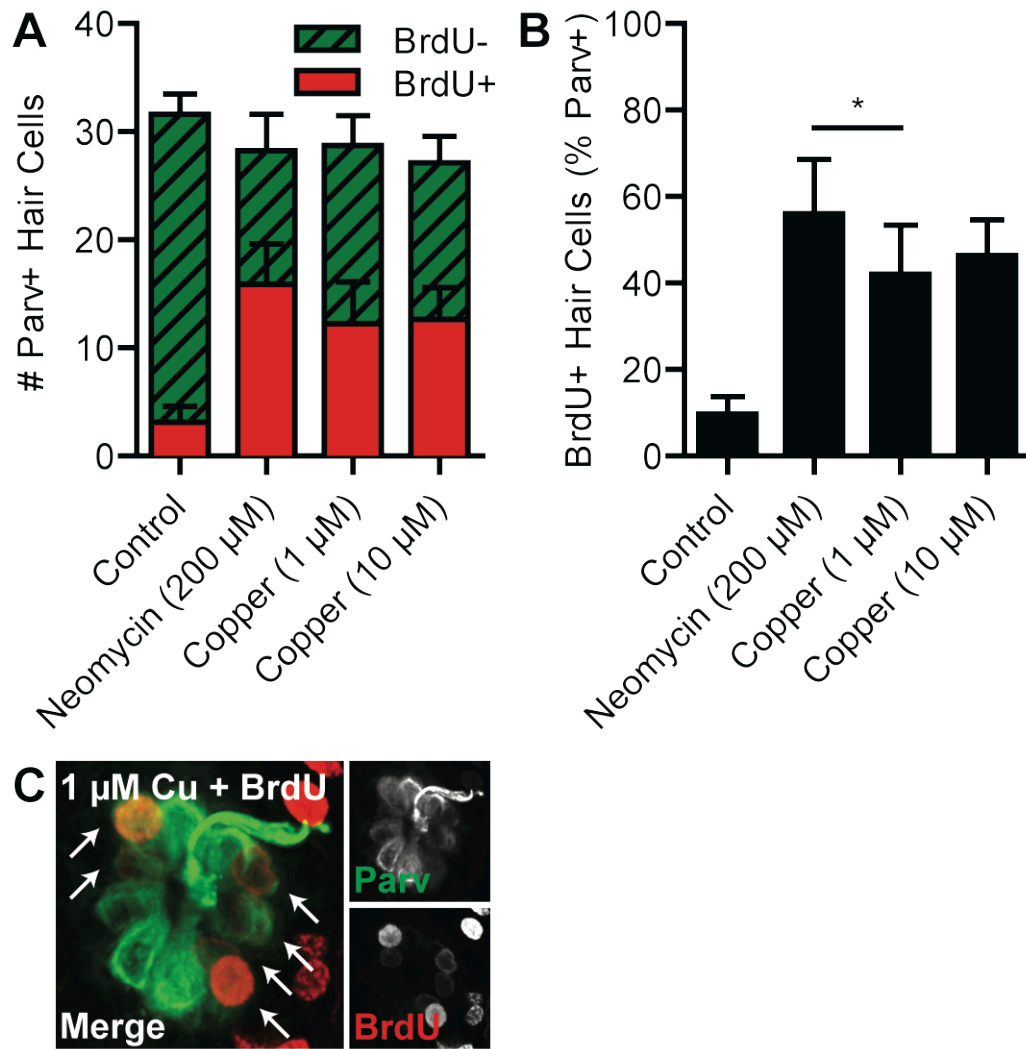 A
# Parv+ Hair Cells
40
30
20
10
0
BrdU-
BrdU+
Control
Neomycin (200 µM)
Copper (1 µM)
Copper (10 µM)
B
BrdU+ Hair Cells (% Parv+)
100
80
60
40
20
0
*
Control
Neomycin (200 µM)
Copper (1 µM)
Copper (10 µM)
C
1 µM Cu + BrdU
Merge
Parv
BrdU